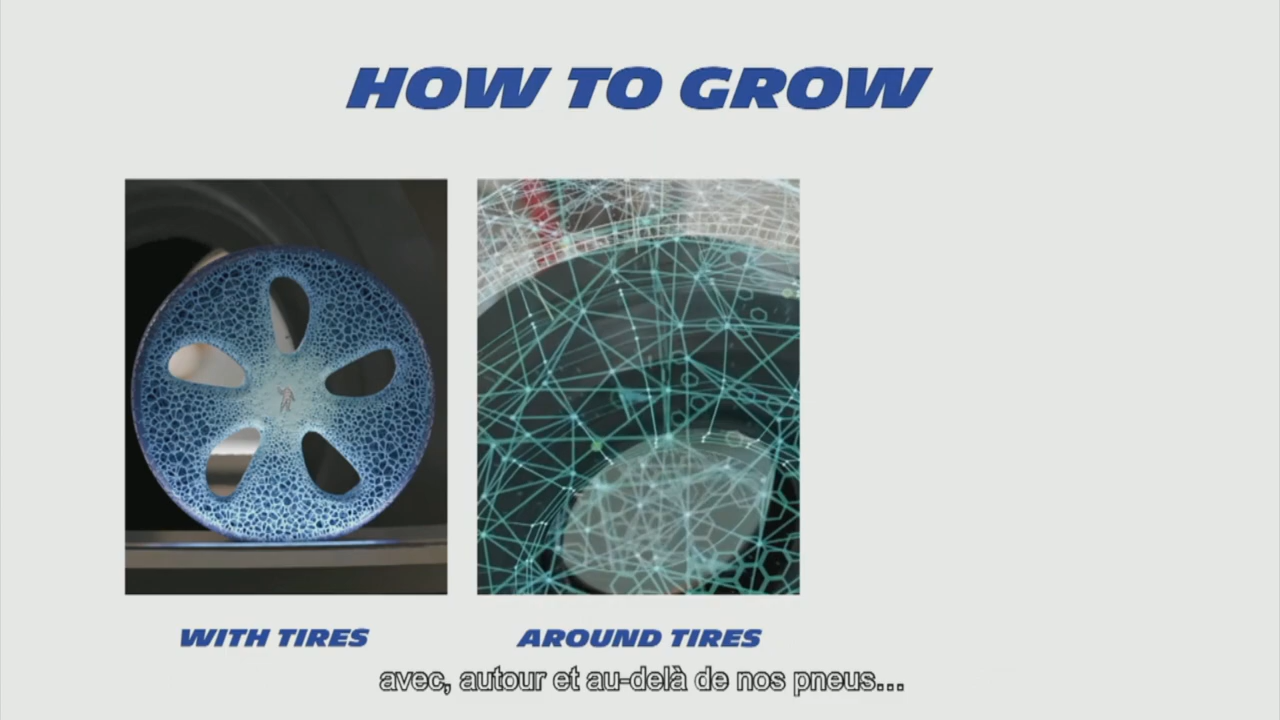 HOW TO GROW
WITH TIRES
AROUND TIRES
avec, autour et au-delà de nos pneus...